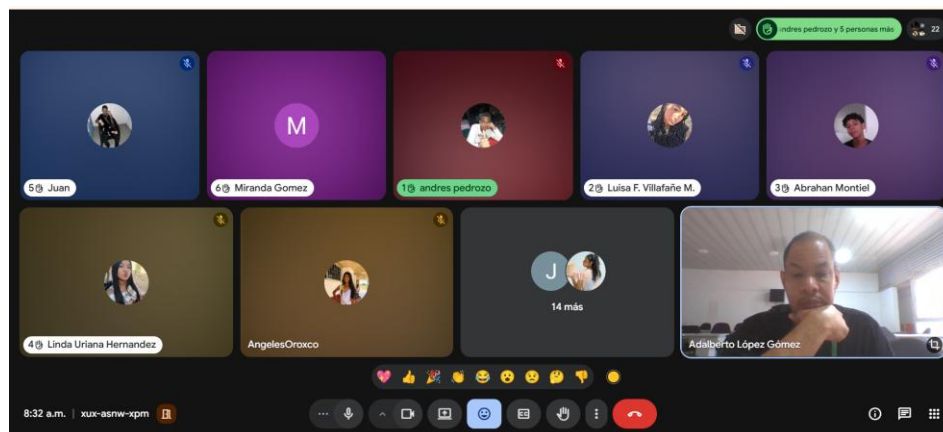 andres pedrozo y 5 personas más
22
5 Juan
M
6 Miranda Gomez
1 andres pedrozo
2 Luisa F. Villafañe M.
3 Abrahan Montiel
4 Linda Uriana Hernandez
AngelesOroxco
J
14 más
Adalberto López Gómez
8:32 a.m. | xux-asnw-xpm